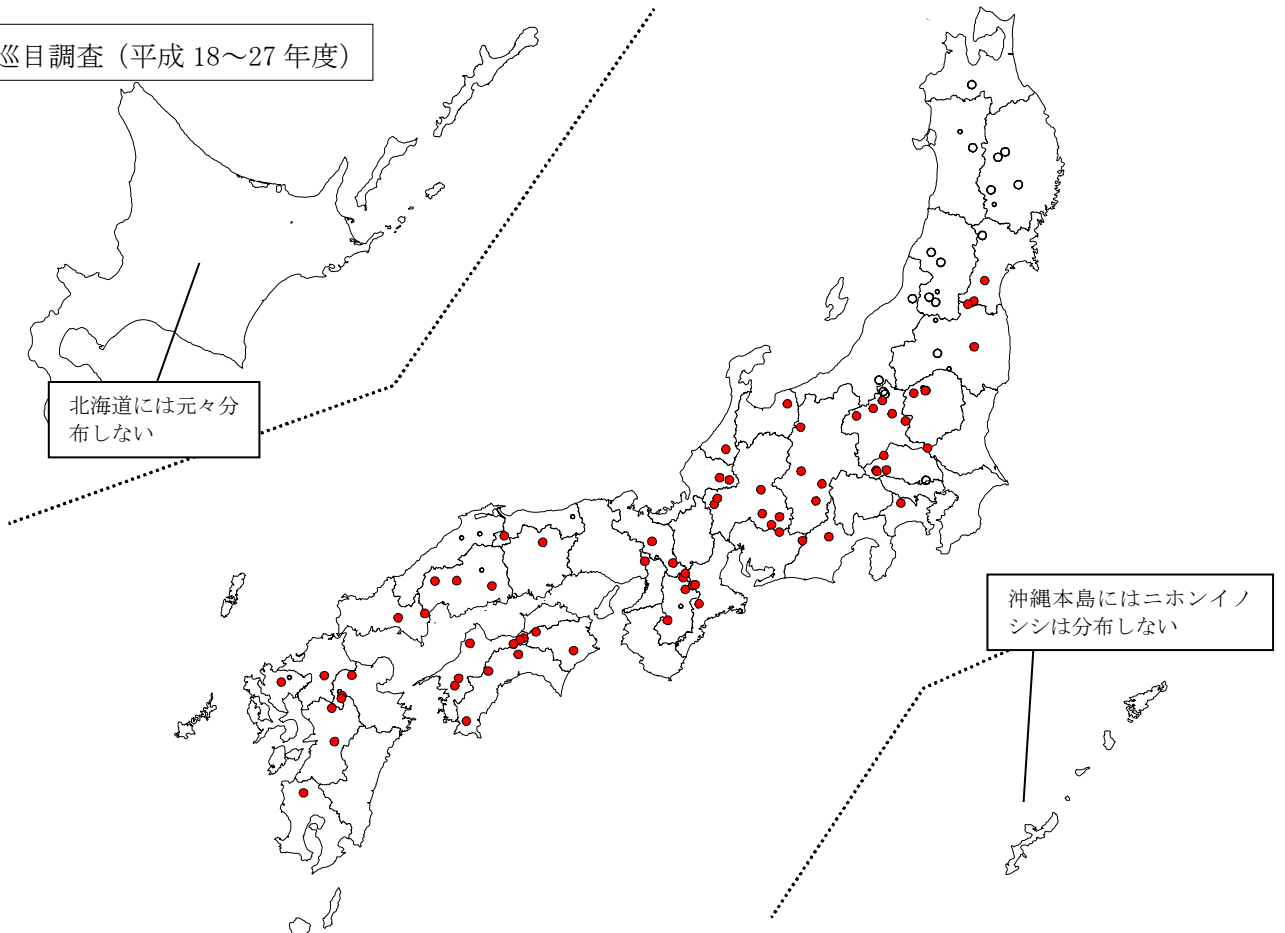 巡目調査（平成 18～27 年度）
北海道には元々分
布しない
沖縄本島にはニホンイノ
シシは分布しない